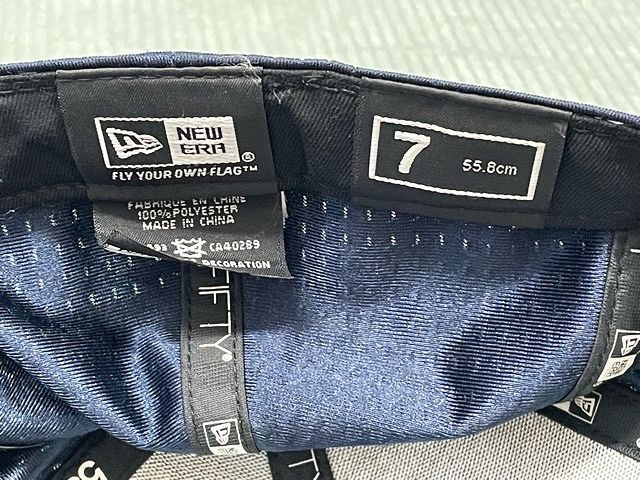 NEW
ERA
®
FLY YOUR OWN FLAG™
7 55.8cm
FABRIQUÉ EN CHINE
100% POLYESTER
MADE IN CHINA
CA40289
DECORATION
FIFTY®